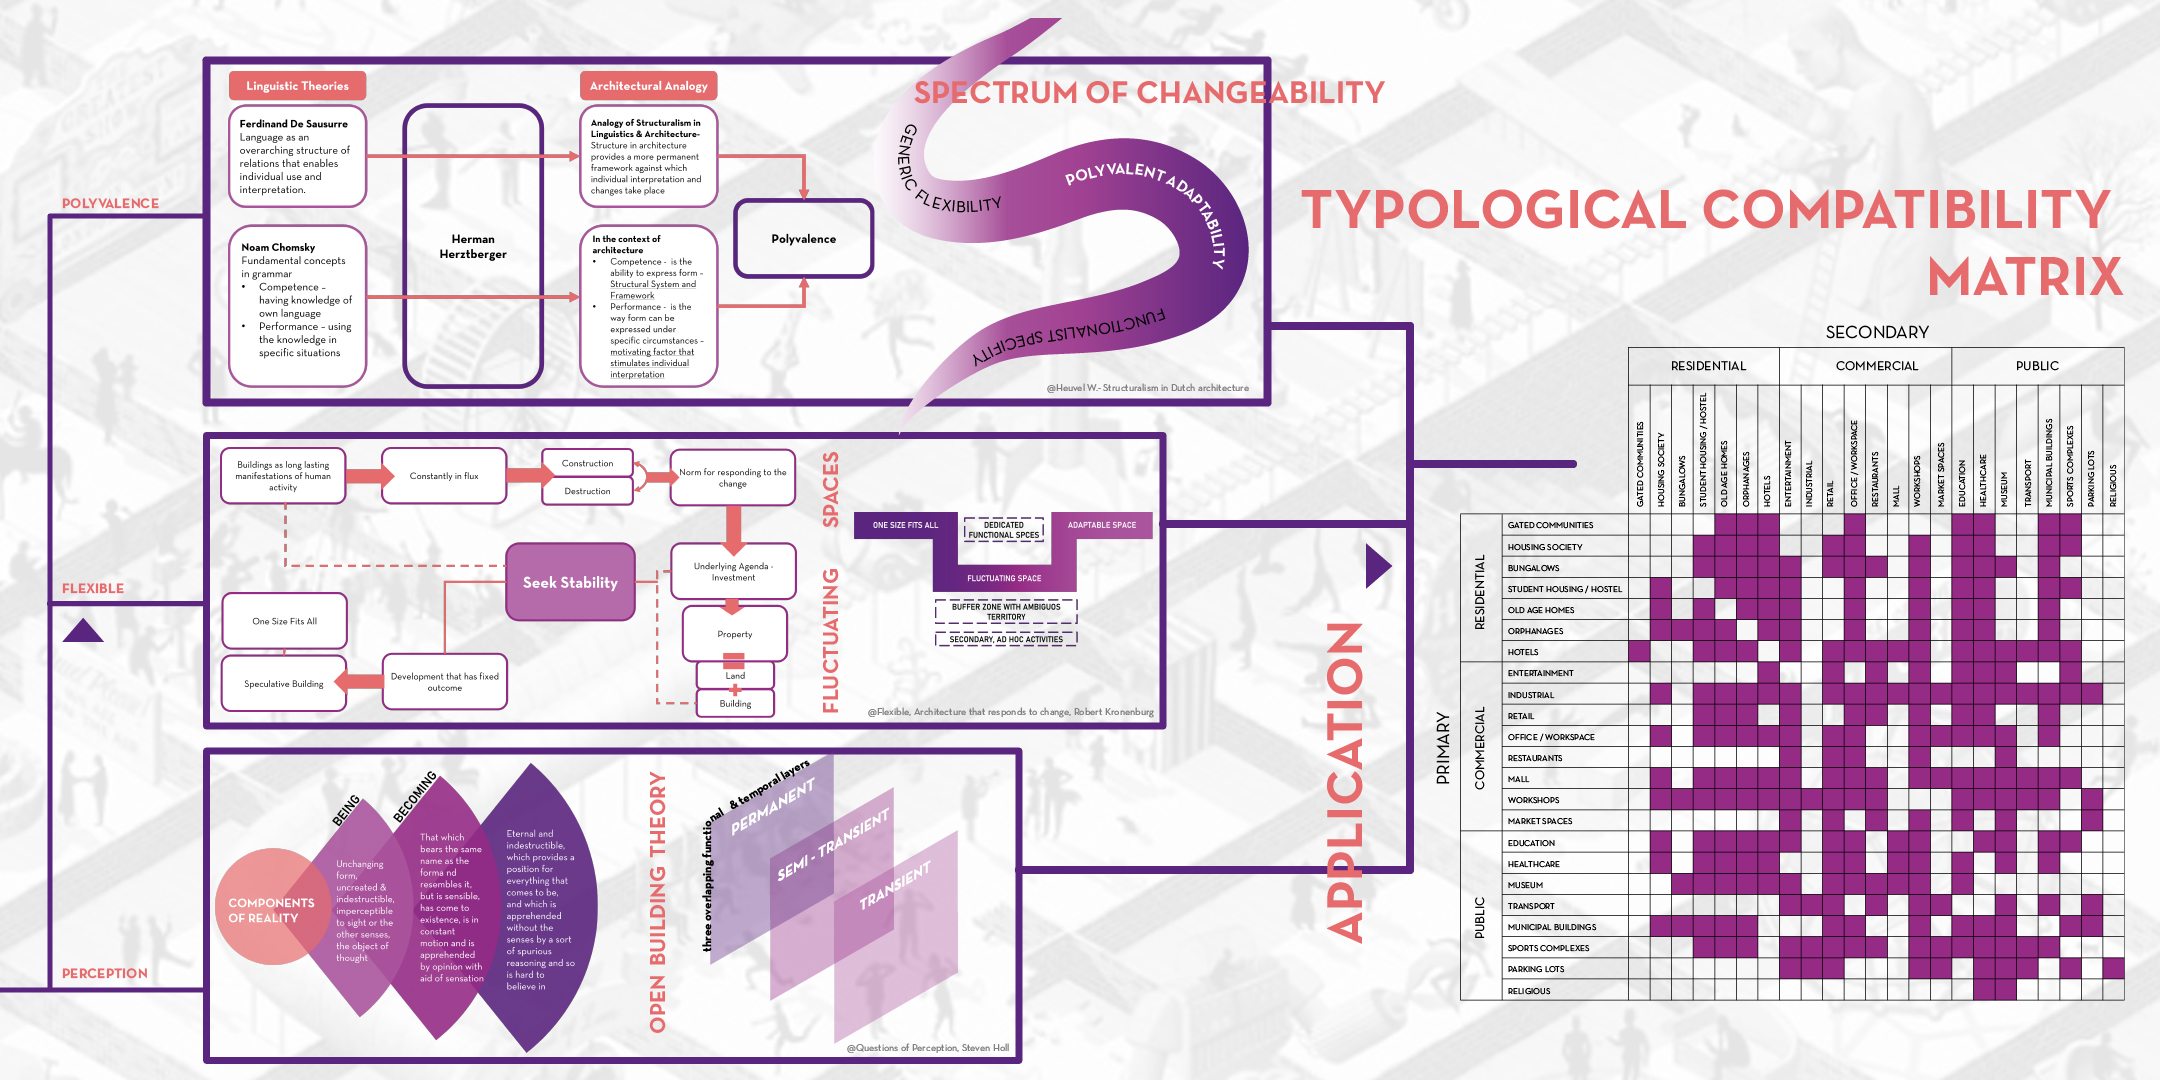 POLYVALENCE
FLEXIBLE
PERCEPTION
Linguistic Theories
Ferdinand De Sausurre
Language as an
overarching structure of
relations that enables
individual use and
interpretation.
Noam Chomsky
Fundamental concepts
in grammar
• Competence –
having knowledge of
own language
• Performance – using
the knowledge in
specific situations
Herman
Herztberger
Architectural Analogy
Analogy of Structuralism in
Linguistics & Architecture-
Structure in architecture
provides a more permanent
framework against which
individual interpretation and
changes take place
In the context of
architecture
• Competence - is the
ability to express form –
Structural System and
Framework
• Performance - is the
way form can be
expressed under
specific circumstances –
motivating factor that
stimulates individual
interpretation
Polyvalence
SPECTRUM OF CHANGEABILITY
GENERIC FLEXIBILITY
POLYVALENT ADAPTABILITY
FUNCTIONALIST SPECIFITY
@Heuvel W.- Structuralism in Dutch architecture
Buildings as long lasting
manifestations of human
activity
Constantly in flux
Construction
Destruction
Norm for responding to the
change
Seek Stability
Underlying Agenda -
Investment
Property
Land
+
Building
One Size Fits All
Speculative Building
Development that has fixed
outcome
FLUCTUATING SPACES
ONE SIZE FITS ALL
DEDICATED
FUNCTIONAL SPCES
ADAPTABLE SPACE
FLUCTUATING SPACE
BUFFER ZONE WITH AMBIGUOS
TERRITORY
SECONDARY, AD HOC ACTIVITIES
@Flexible, Architecture that responds to change, Robert Kronenburg
COMPONENTS
OF REALITY
BEING
Unchanging
form,
uncreated &
indestructible,
imperceptible
to sight or the
other senses,
the object of
thought
BECOMING
That which
bears the same
name as the
forma nd
resembles it,
but is sensible,
has come to
existence, is in
constant
motion and is
apprehended
by opinion with
aid of sensation
Eternal and
indestructible,
which provides a
position for
everything that
comes to be,
and which is
apprehended
without the
senses by a sort
of spurious
reasoning and so
is hard to
believe in
OPEN BUILDING THEORY
three overlapping functional & temporal layers
PERMANENT
SEMI - TRANSIENT
TRANSIENT
@Questions of Perception, Steven Holl
APPLICATION
TYPOLOGICAL COMPATIBILITY
MATRIX
SECONDARY
RESIDENTIAL
COMMERCIAL
PUBLIC
GATED COMMUNITIES
HOUSING SOCIETY
BUNGALOWS
STUDENT HOUSING / HOSTEL
OLD AGE HOMES
ORPHANAGES
HOTELS
ENTERTAINMENT
INDUSTRIAL
RETAIL
OFFICE / WORKSPACE
RESTAURANTS
MALL
WORKSHOPS
MARKET SPACES
EDUCATION
HEALTHCARE
MUSEUM
TRANSPORT
MUNICIPAL BUILDINGS
SPORTS COMPLEXES
PARKING LOTS
RELIGIOUS
PRIMARY
RESIDENTIAL
GATED COMMUNITIES
HOUSING SOCIETY
BUNGALOWS
STUDENT HOUSING / HOSTEL
OLD AGE HOMES
ORPHANAGES
HOTELS
COMMERCIAL
ENTERTAINMENT
INDUSTRIAL
RETAIL
OFFICE / WORKSPACE
RESTAURANTS
MALL
WORKSHOPS
MARKET SPACES
PUBLIC
EDUCATION
HEALTHCARE
MUSEUM
TRANSPORT
MUNICIPAL BUILDINGS
SPORTS COMPLEXES
PARKING LOTS
RELIGIOUS